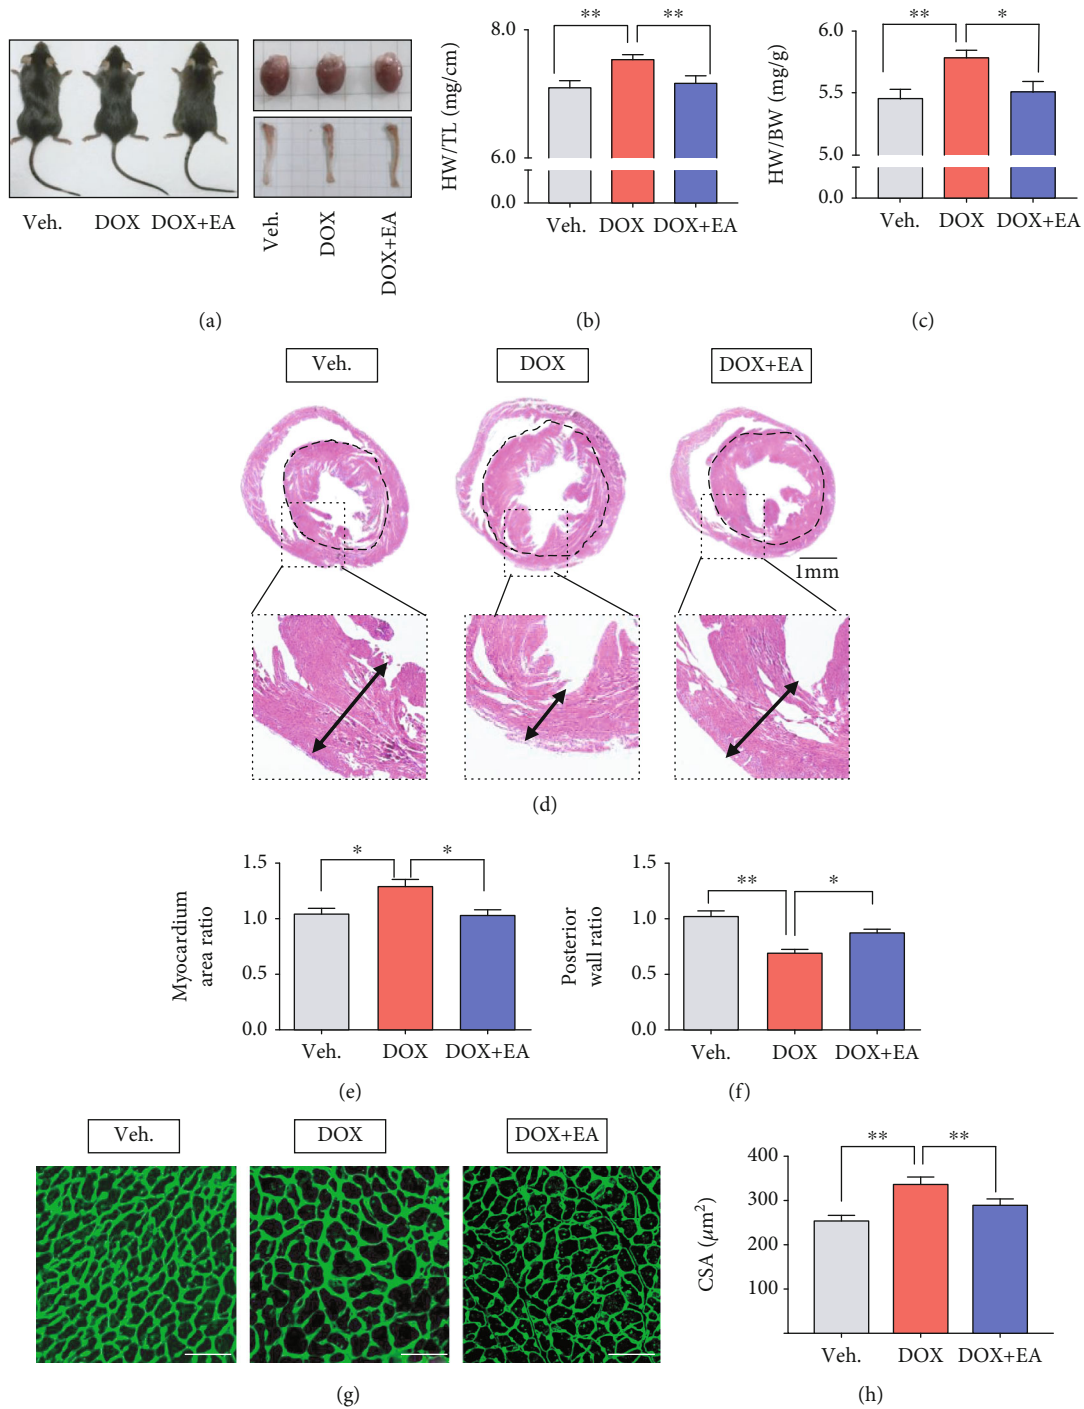 Veh.
DOX
DOX+EA
Veh.
DOX
DOX+EA
(a)
HW/TL (mg/cm)
8.0
6.0
0.0
**
**
Veh.
DOX
DOX+EA
(b)
HW/BW (mg/g)
6.0
5.5
5.0
0.0
**
*
Veh.
DOX
DOX+EA
(c)
Veh.
DOX
DOX+EA
1mm
(d)
Myocardium
area ratio
1.5
1.0
0.5
0.0
*
*
Veh.
DOX
DOX+EA
(e)
Posterior
wall ratio
1.5
1.0
0.5
0.0
**
*
Veh.
DOX
DOX+EA
(f)
Veh.
DOX
DOX+EA
(g)
CSA (μm²)
400
300
200
100
**
**
Veh.
DOX
DOX+EA
(h)